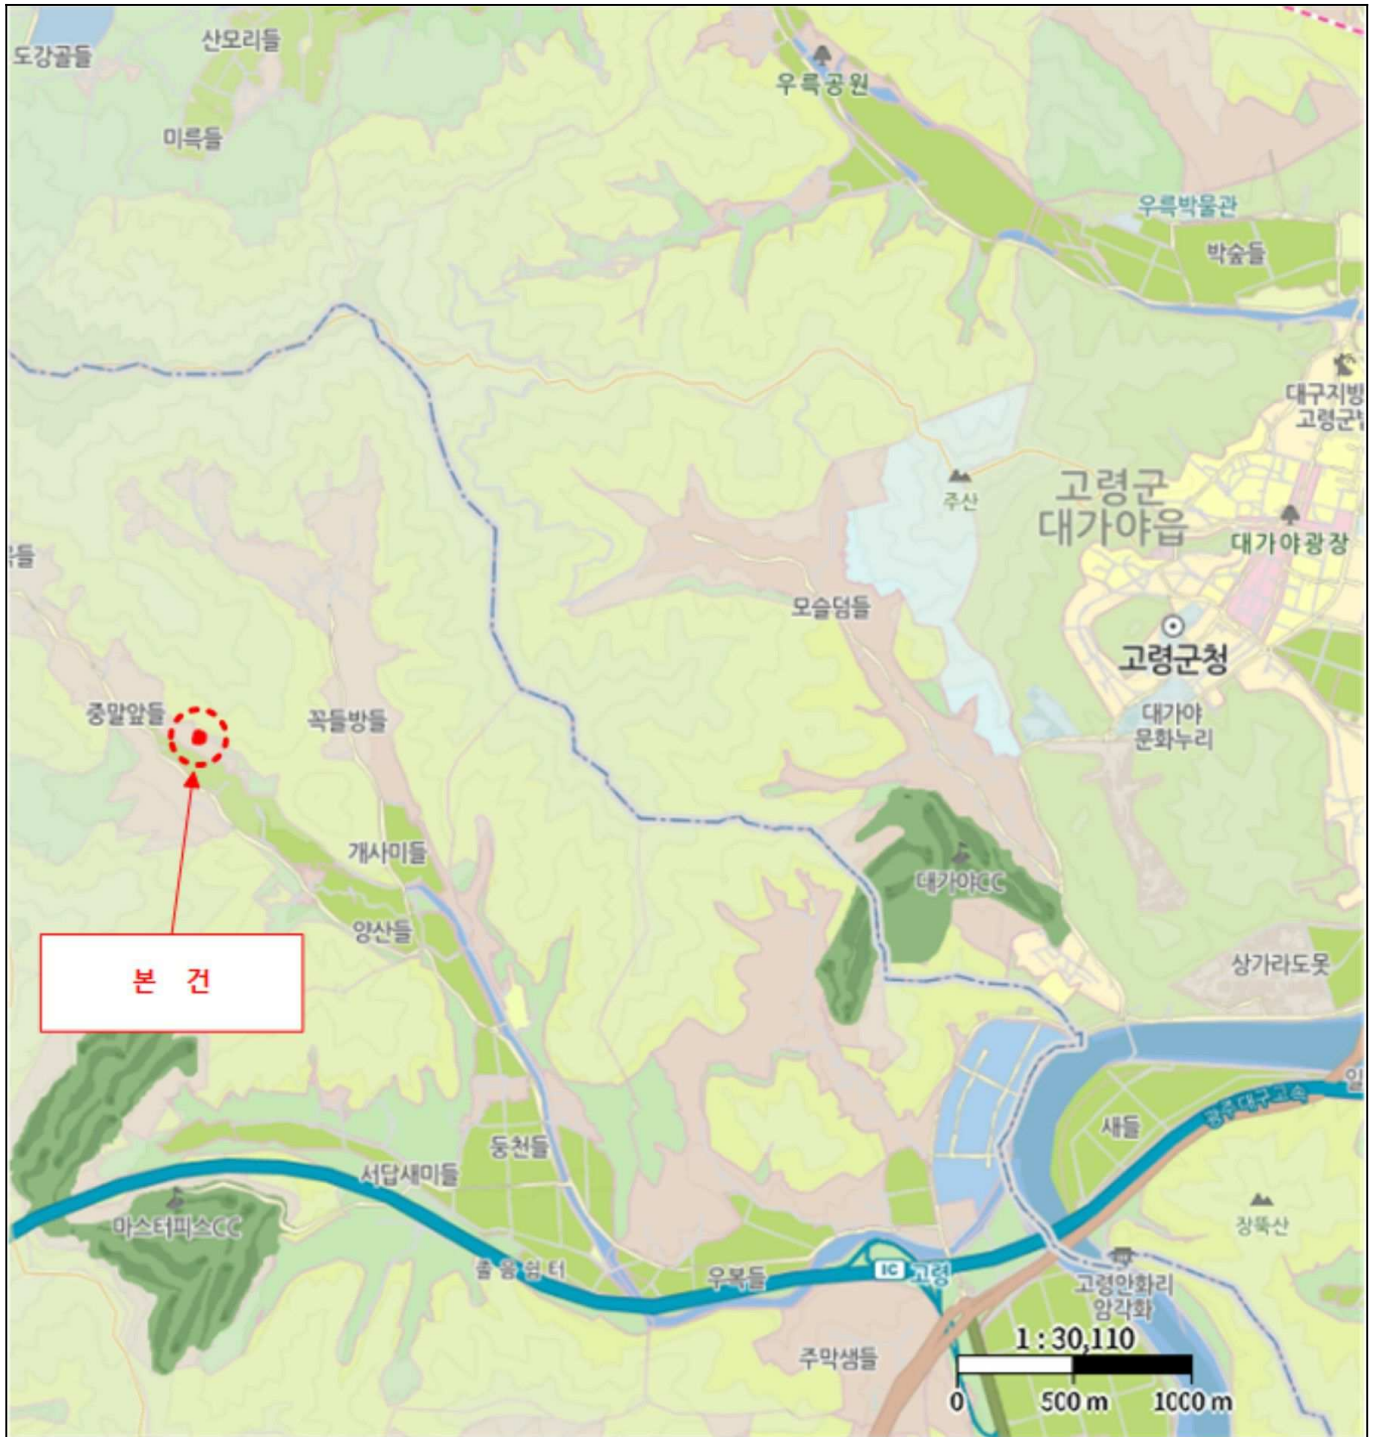 산모리들
도강골들
우륵공원
미륵들
우륵박물관
박숲들
대구지방
고령군법
주산
고령군
대가야읍
대가야광장
모슬덤들
고령군청
중말앞들
꼭들방들
대가야
문화누리
개사미들
대가야CC
양산들
상가라도못
본 건
광주대구고속
새들
둥천들
서답새미들
장뚝산
마스터피스CC
졸음쉼터
우복들
IC 고령
고령안화리
암각화
1 : 30,110
주막샘들
0 500 m 1000 m